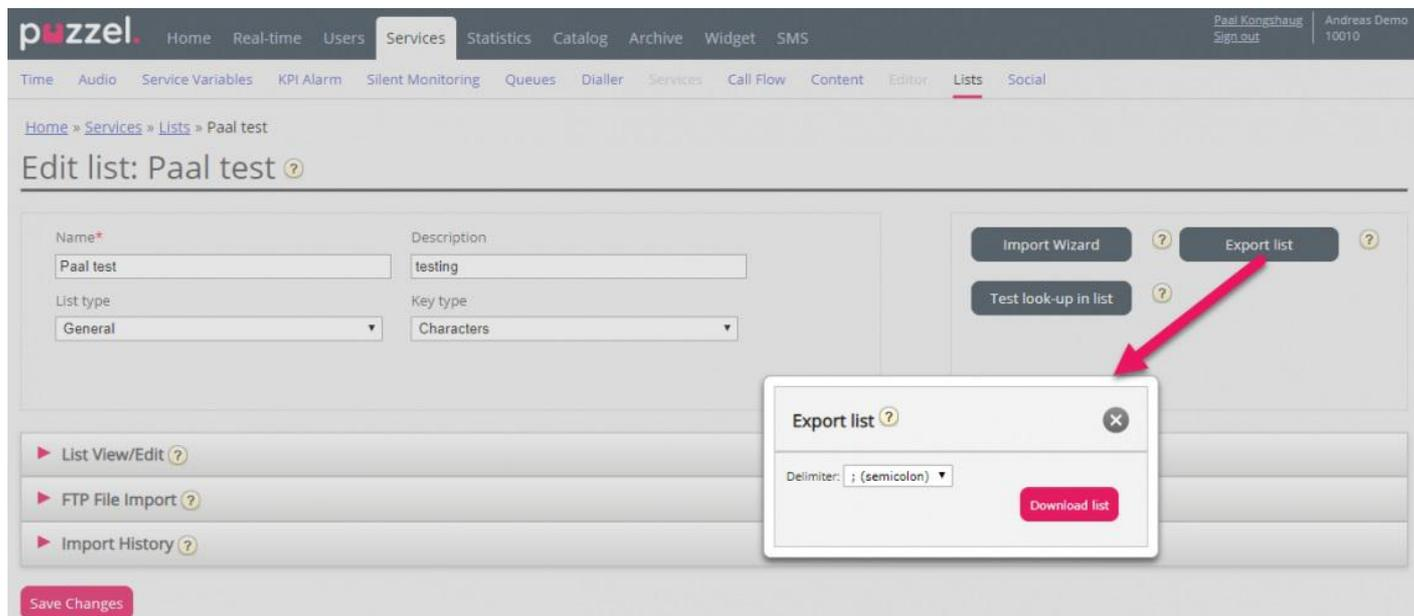 puzzel.
Home Real-time Users Services Statistics Catalog Archive Widget SMS
Paal Kongshaug
Sign out
Andreas Demo
10010
Time Audio Service Variables KPI Alarm Silent Monitoring Queues Dialler Services Call Flow Content Editor Lists Social
Home » Services » Lists » Paal test
Edit list: Paal test ?
Name*
Description
Paal test
testing
List type
Key type
General
Characters
Import Wizard ? Export list ?
Test look-up in list ?
Export list ?
Delimiter: ; (semicolon)
Download list
List View/Edit ?
FTP File Import ?
Import History ?
Save Changes